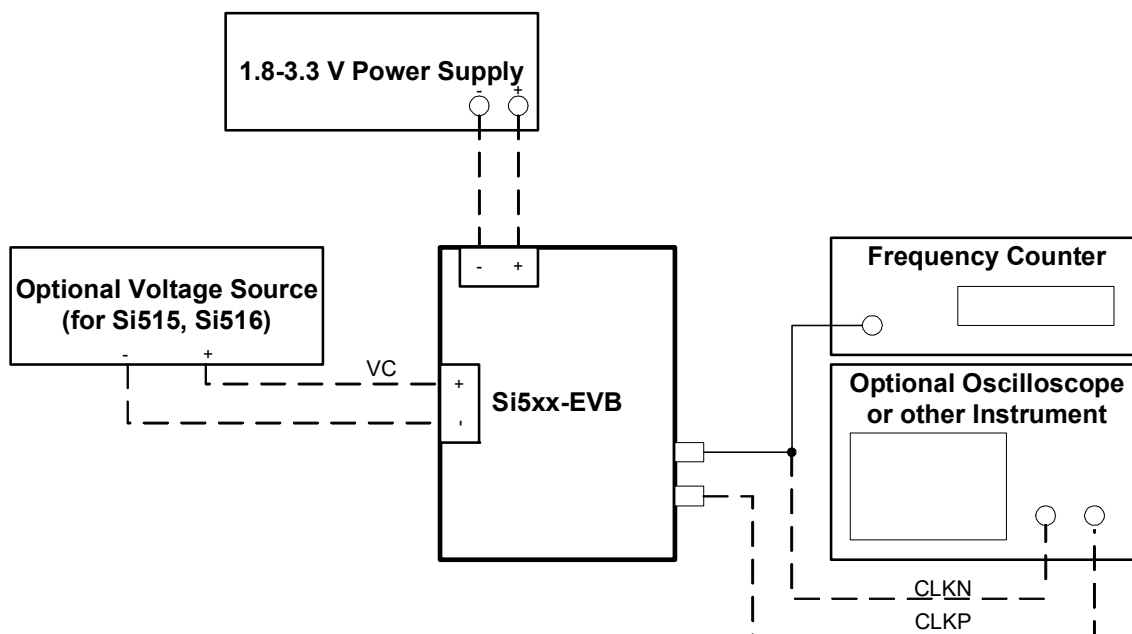 1.8-3.3 V Power Supply
- +
- +
Optional Voltage Source
(for Si515, Si516)
- +
VC
+
-
Si5xx-EVB
Frequency Counter
Optional Oscilloscope
or other Instrument
CLKN
CLKP